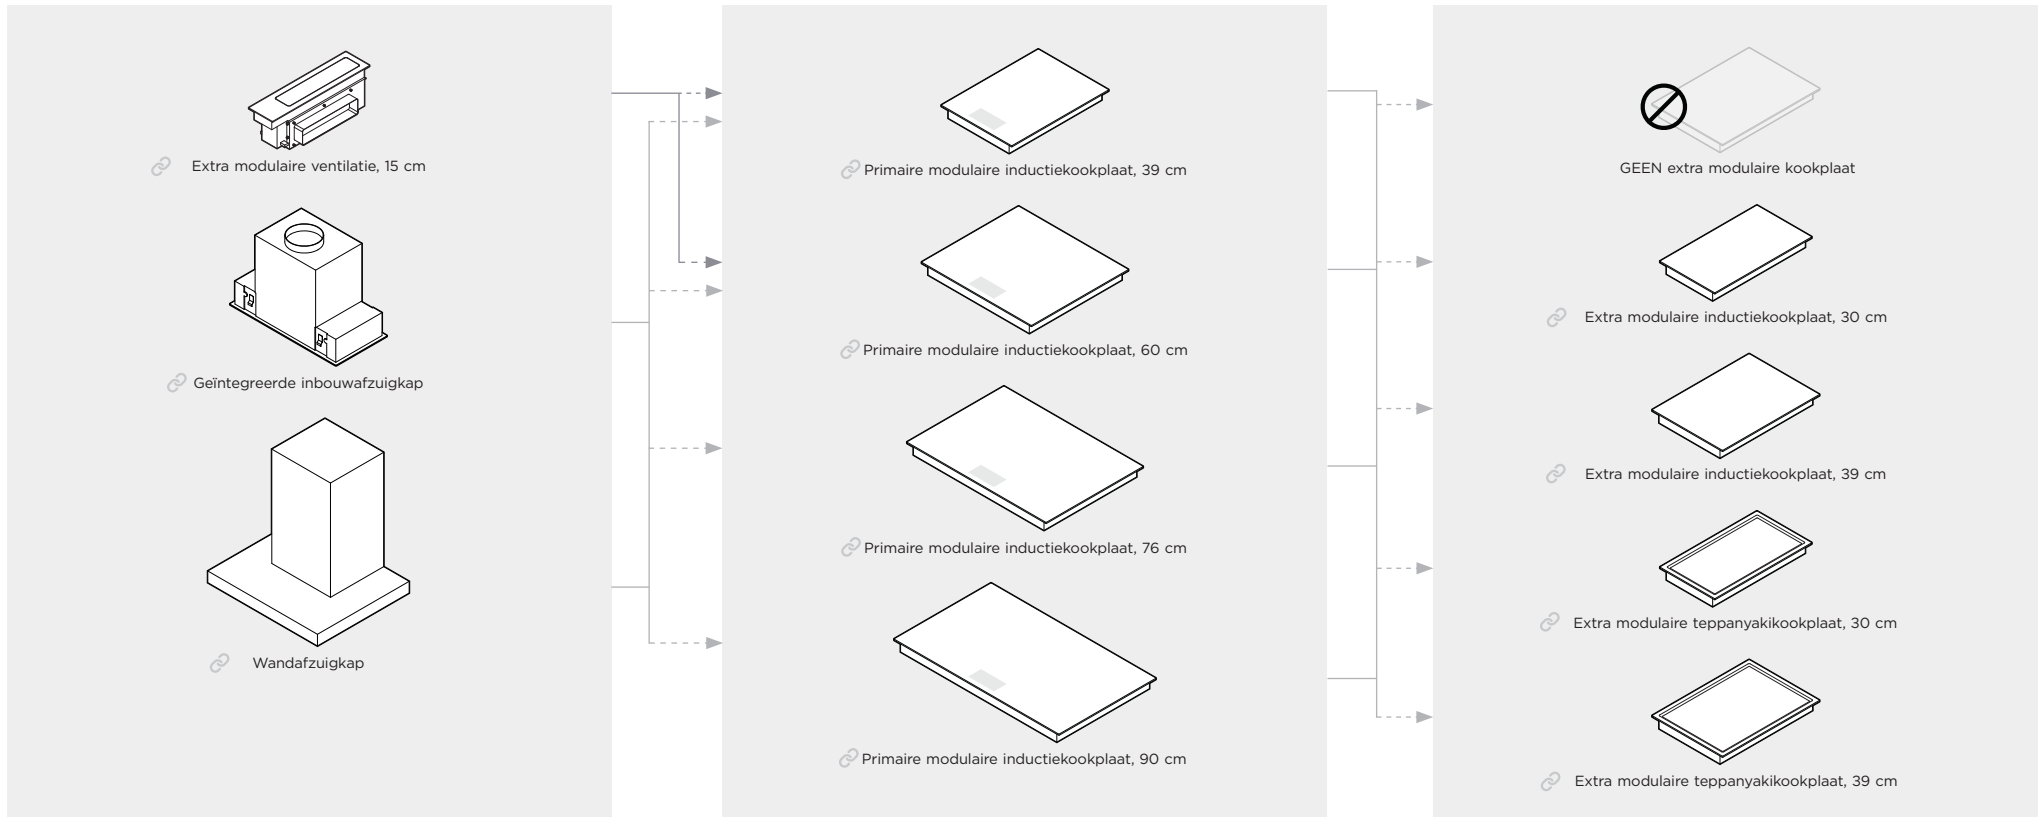 Extra modulaire ventilatie, 15 cm
Geïntegreerde inbouwafzuigkap
Wandafzuigkap
Primaire modulaire inductiekookplaat, 39 cm
Primaire modulaire inductiekookplaat, 60 cm
Primaire modulaire inductiekookplaat, 76 cm
Primaire modulaire inductiekookplaat, 90 cm
GEEN extra modulaire kookplaat
Extra modulaire inductiekookplaat, 30 cm
Extra modulaire inductiekookplaat, 39 cm
Extra modulaire teppanyakikookplaat, 30 cm
Extra modulaire teppanyakikookplaat, 39 cm